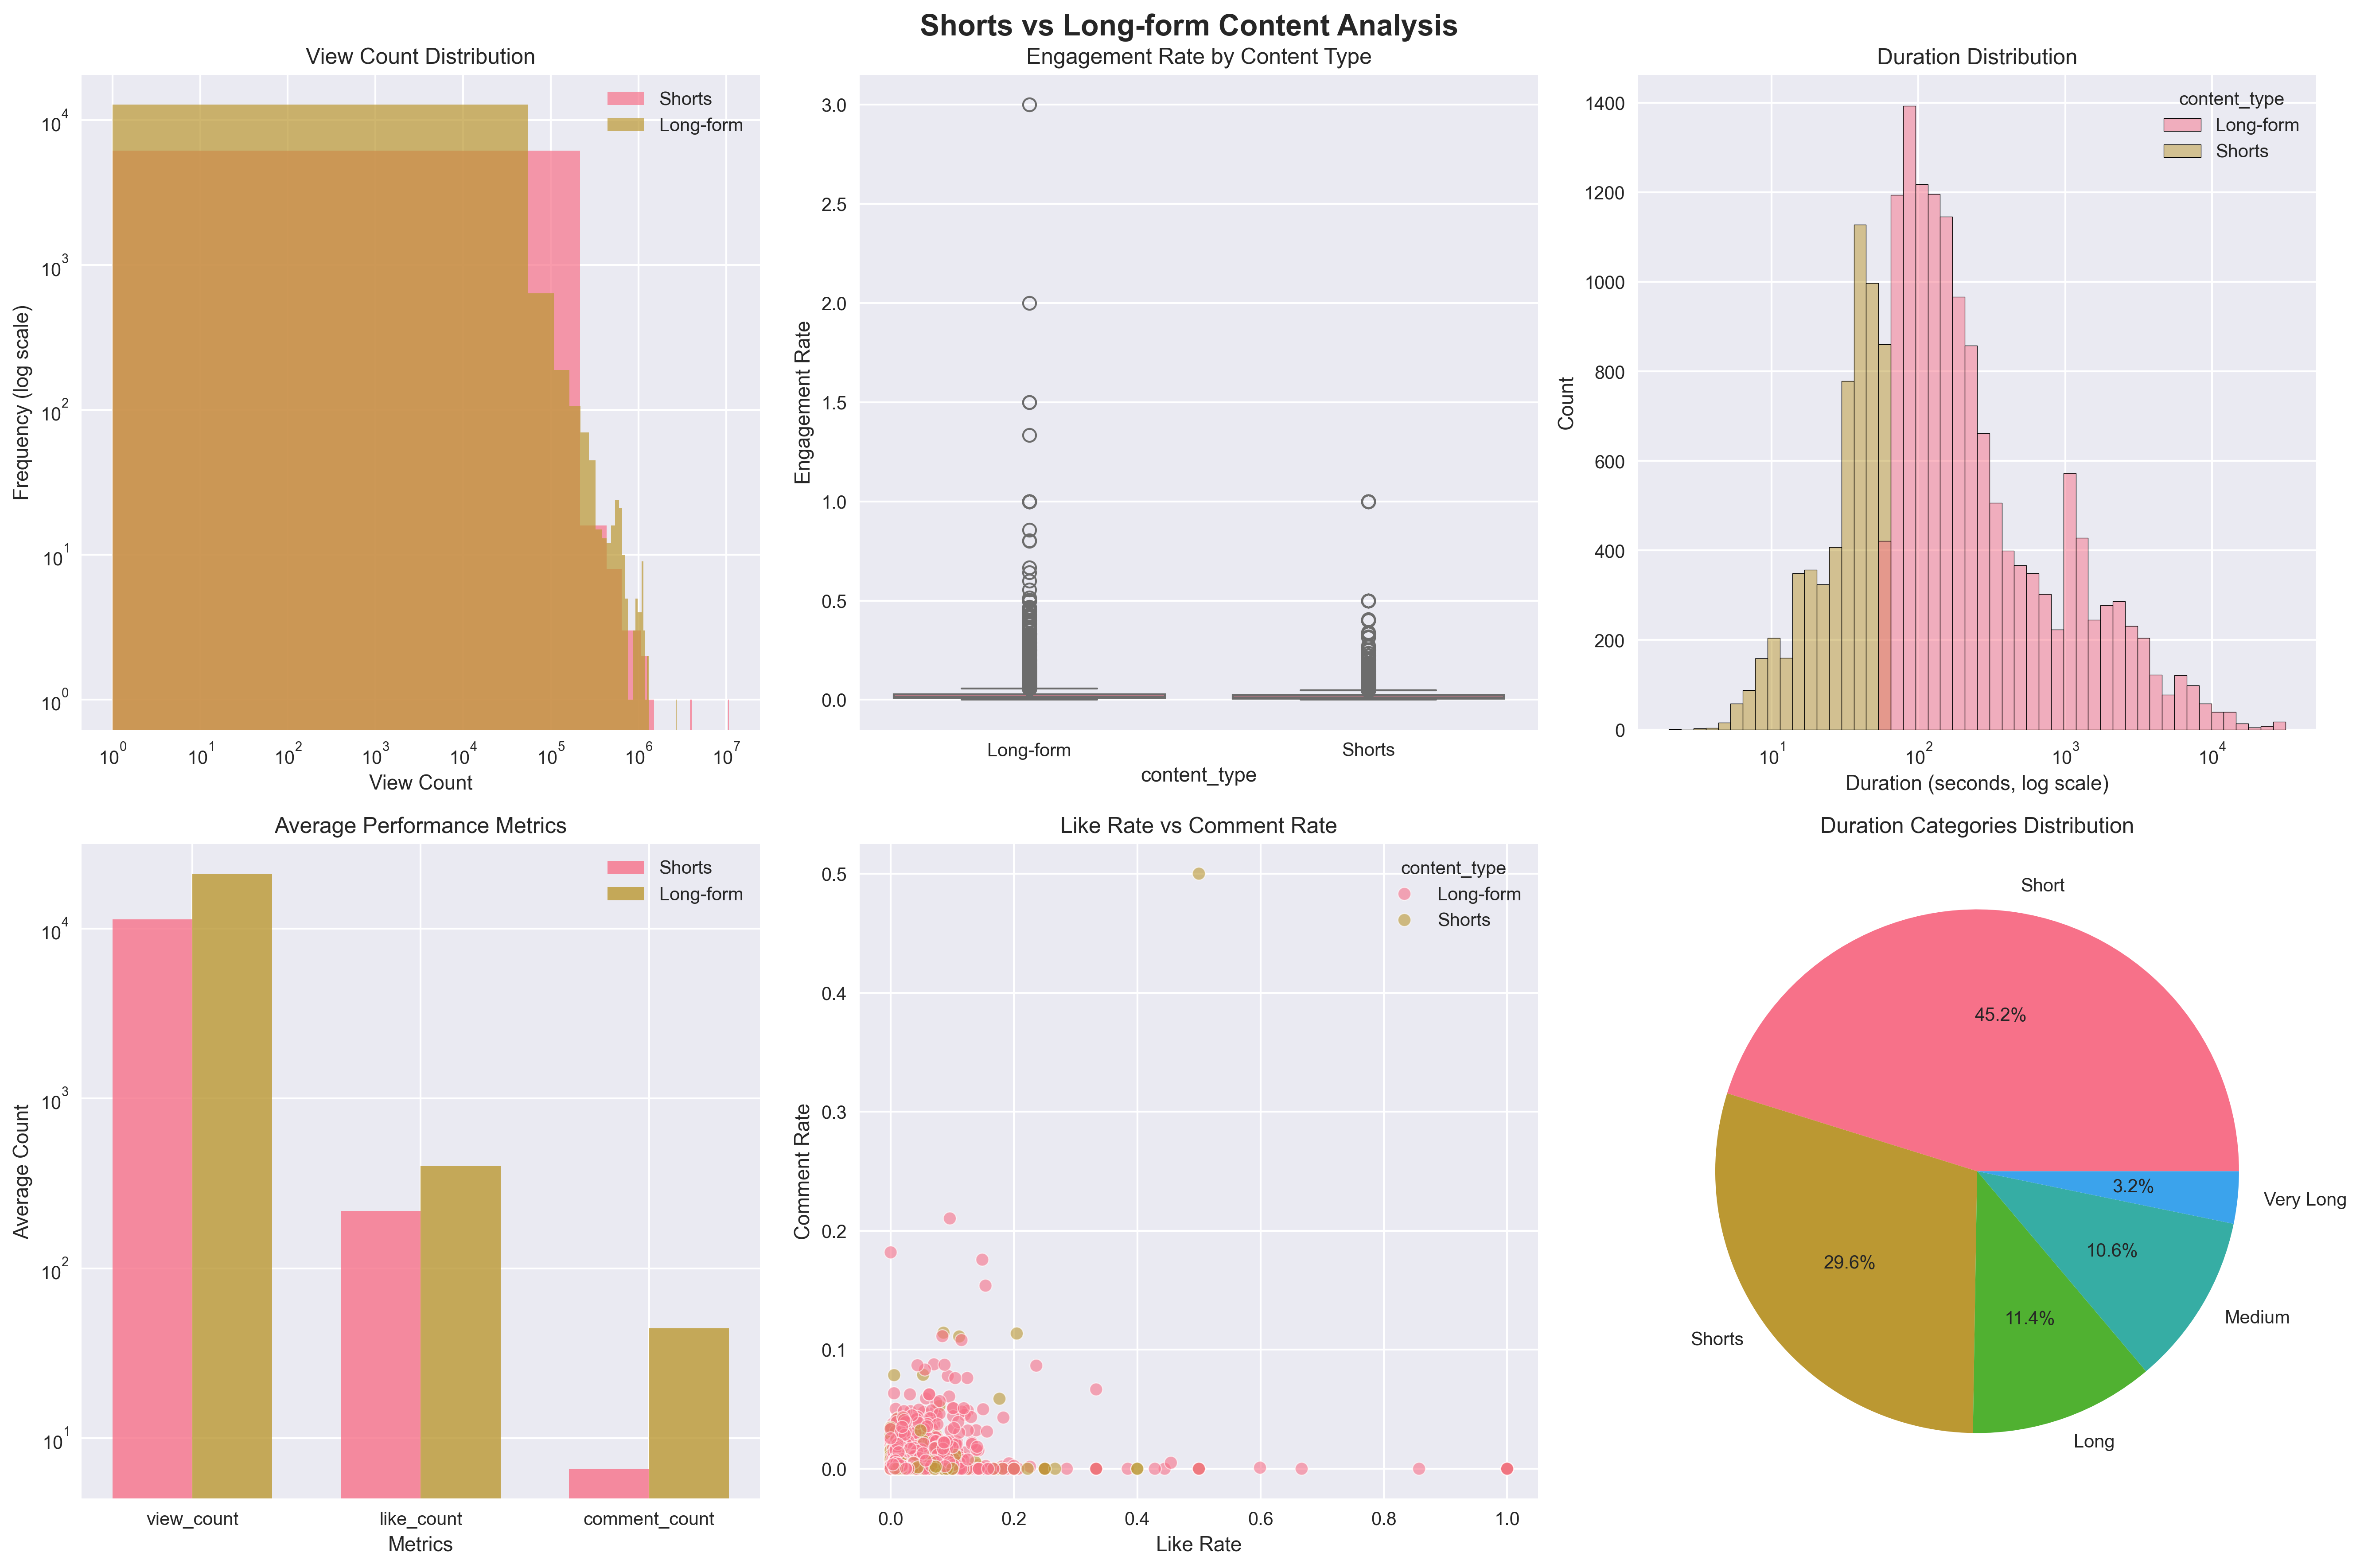 Shorts vs Long-form Content Analysis
View Count Distribution
Frequency (log scale)
10^4
10^3
10^2
10^1
10^0
Shorts
Long-form
10^0 10^1 10^2 10^3 10^4 10^5 10^6 10^7
View Count
Engagement Rate by Content Type
Engagement Rate
3.0
2.5
2.0
1.5
1.0
0.5
0.0
Long-form Shorts
content_type
Duration Distribution
Count
1400
1200
1000
800
600
400
200
0
content_type
Long-form
Shorts
10^1 10^2 10^3 10^4
Duration (seconds, log scale)
Average Performance Metrics
Average Count
10^4
10^3
10^2
10^1
Shorts
Long-form
view_count like_count comment_count
Metrics
Like Rate vs Comment Rate
Comment Rate
0.5
0.4
0.3
0.2
0.1
0.0
content_type
Long-form
Shorts
0.0 0.2 0.4 0.6 0.8 1.0
Like Rate
Duration Categories Distribution
Short
45.2%
Shorts
29.6%
Long
11.4%
Medium
10.6%
Very Long
3.2%